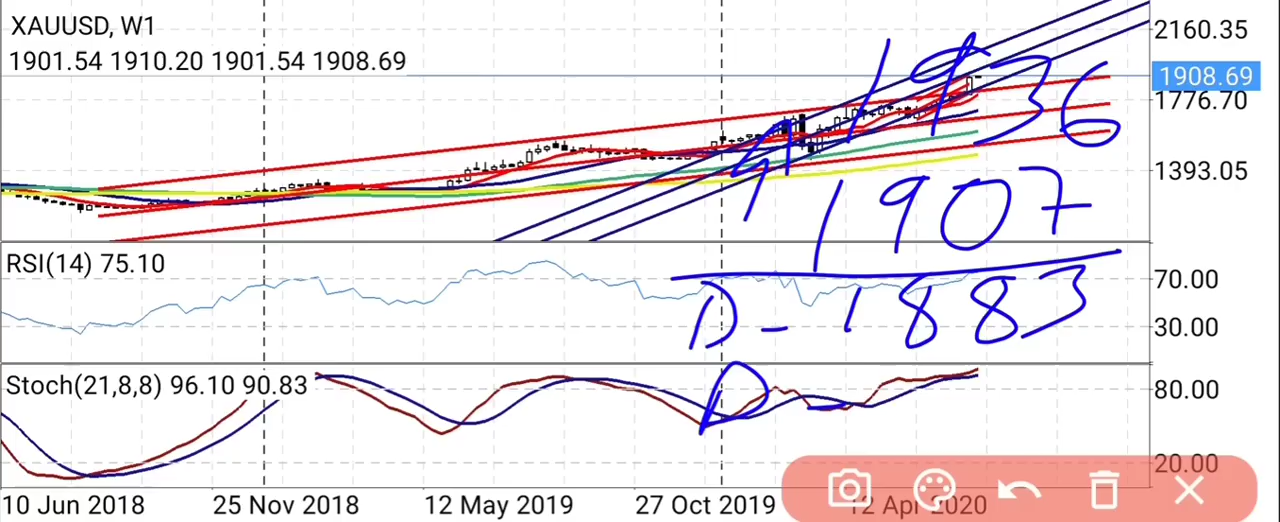 XAUUSD, W1
1901.54 1910.20 1901.54 1908.69
2160.35
1908.69
1776.70
1393.05
1936
1907
RSI(14) 75.10
70.00
30.00
D - 1883
Stoch(21,8,8) 96.10 90.83
80.00
20.00
10 Jun 2018 25 Nov 2018 12 May 2019 27 Oct 2019 12 Apr 2020